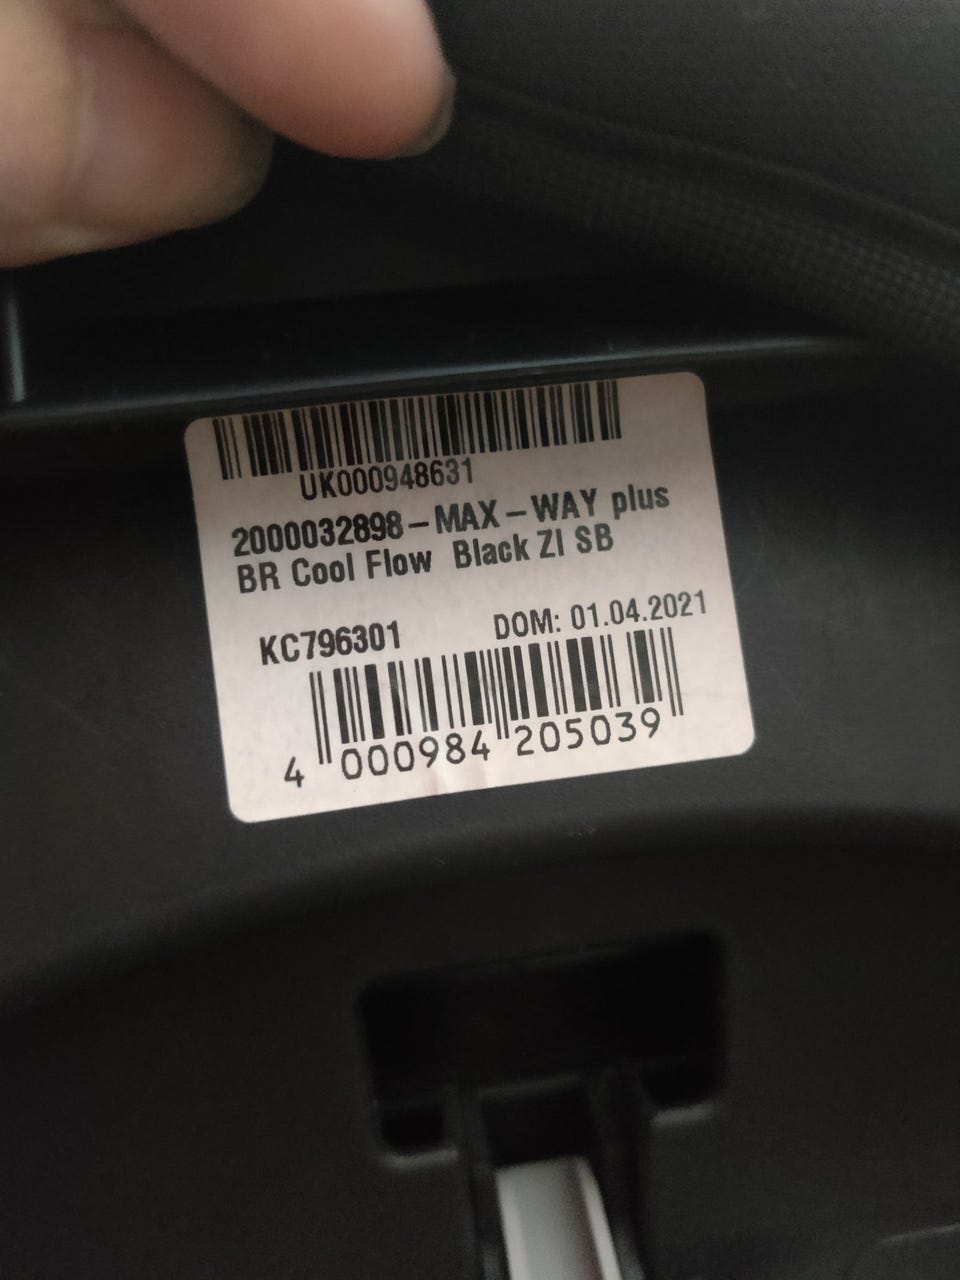 UK000948631
2000032898-MAX-WAY plus
BR Cool Flow Black ZI SB
KC796301 DOM: 01.04.2021
4 000984 205039